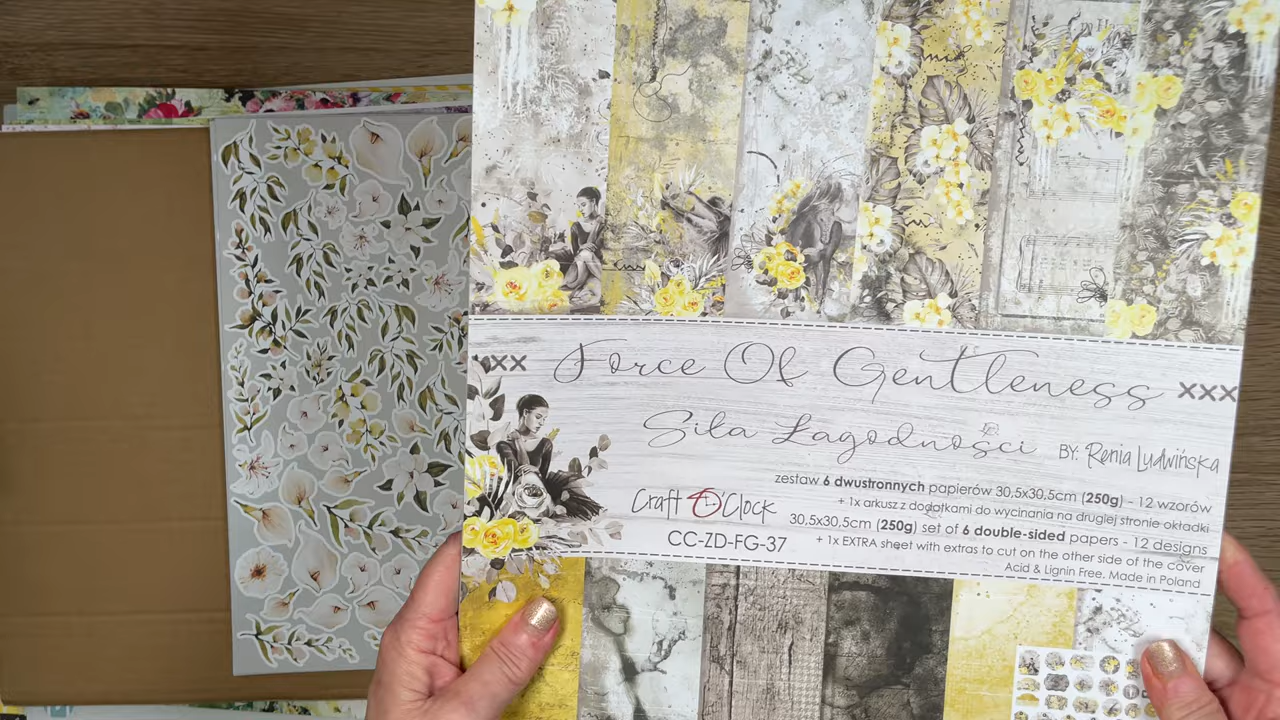 xxx Force Of Gentleness xxx
Siła Łagodności BY: Renia Ludwińska
zestaw 6 dwustronnych papierów 30,5x30,5cm (250g) - 12 wzorów
+ 1x arkusz z dodatkami do wycinania na drugiej stronie okładki
Craft O'Clock
30,5x30,5cm (250g) set of 6 double-sided papers - 12 designs
CC-ZD-FG-37
+ 1x EXTRA sheet with extras to cut on the other side of the cover
Acid & Lignin Free. Made in Poland